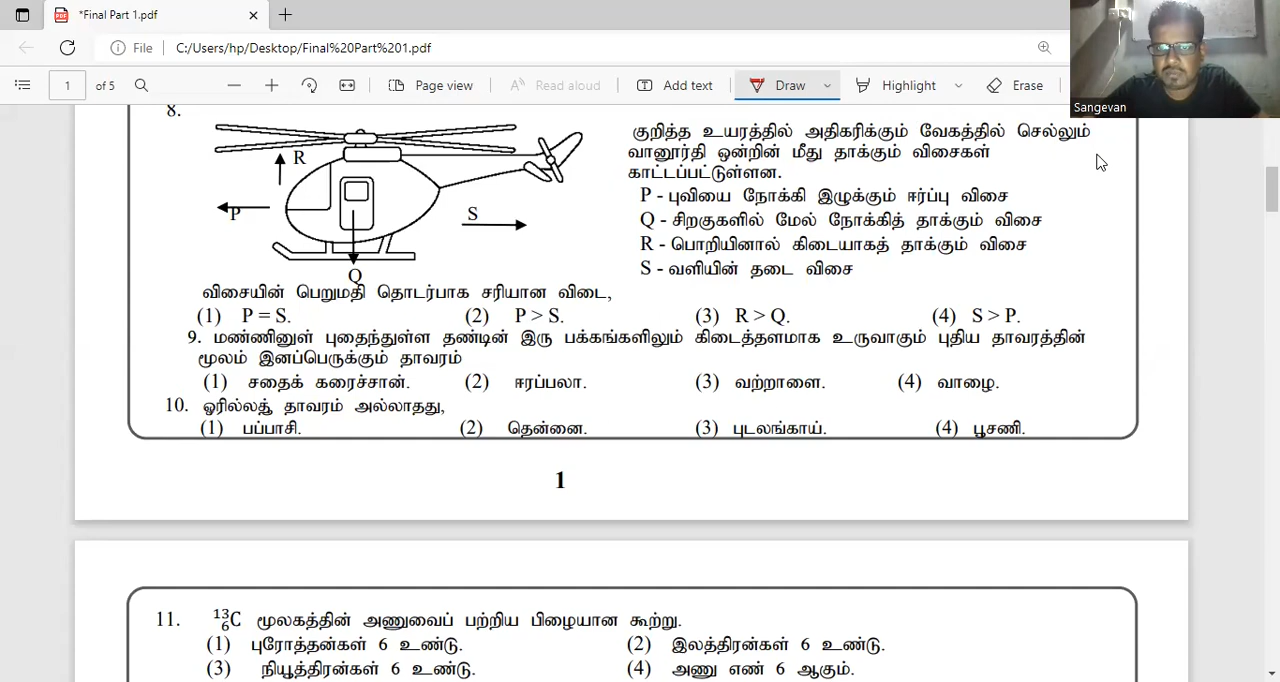 *Final Part 1.pdf
File C:/Users/hp/Desktop/Final%20Part%201.pdf
1 of 5 Page view Read aloud Add text Draw Highlight Erase
Sangevan
8.
குறித்த உயரத்தில் அதிகரிக்கும் வேகத்தில் செல்லும்
வானூர்தி ஒன்றின் மீது தாக்கும் விசைகள்
காட்டப்பட்டுள்ளன.
P - புவியை நோக்கி இழுக்கும் ஈர்ப்பு விசை
Q - சிறகுகளில் மேல் நோக்கித் தாக்கும் விசை
R - பொறியினால் கிடையாகத் தாக்கும் விசை
S - வளியின் தடை விசை
R
P
S
Q
விசையின் பெறுமதி தொடர்பாக சரியான விடை,
(1) P = S. (2) P > S. (3) R > Q. (4) S > P.
9. மண்ணினுள் புதைந்துள்ள தண்டின் இரு பக்கங்களிலும் கிடைத்தளமாக உருவாகும் புதிய தாவரத்தின்
மூலம் இனப்பெருக்கும் தாவரம்
(1) சதைக் கரைச்சான். (2) ஈரப்பலா. (3) வற்றாளை. (4) வாழை.
10. ஓரில்லத்து தாவரம் அல்லாதது,
(1) பப்பாசி. (2) தென்னை. (3) புடலங்காய். (4) பூசணி.
1
11. ¹³₆C மூலகத்தின் அணுவைப் பற்றிய பிழையான கூற்று.
(1) புரோத்தன்கள் 6 உண்டு. (2) இலத்திரன்கள் 6 உண்டு.
(3) நியூத்திரன்கள் 6 உண்டு. (4) அணு எண் 6 ஆகும்.